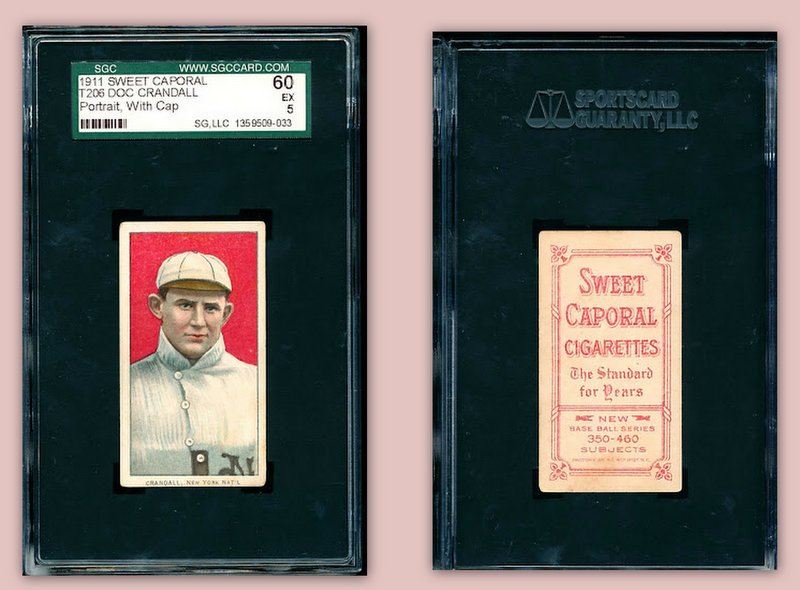 SGC WWW.SGCCARD.COM
1911 SWEET CAPORAL 60
T206 DOC CRANDALL EX
Portrait, With Cap 5
SG, LLC 1359509-033
CRANDALL, NEW YORK NAT'L
SPORTSCARD
GUARANTY, LLC
SWEET
CAPORAL
CIGARETTES
The Standard
for Years
NEW
BASE BALL SERIES
350-460
SUBJECTS